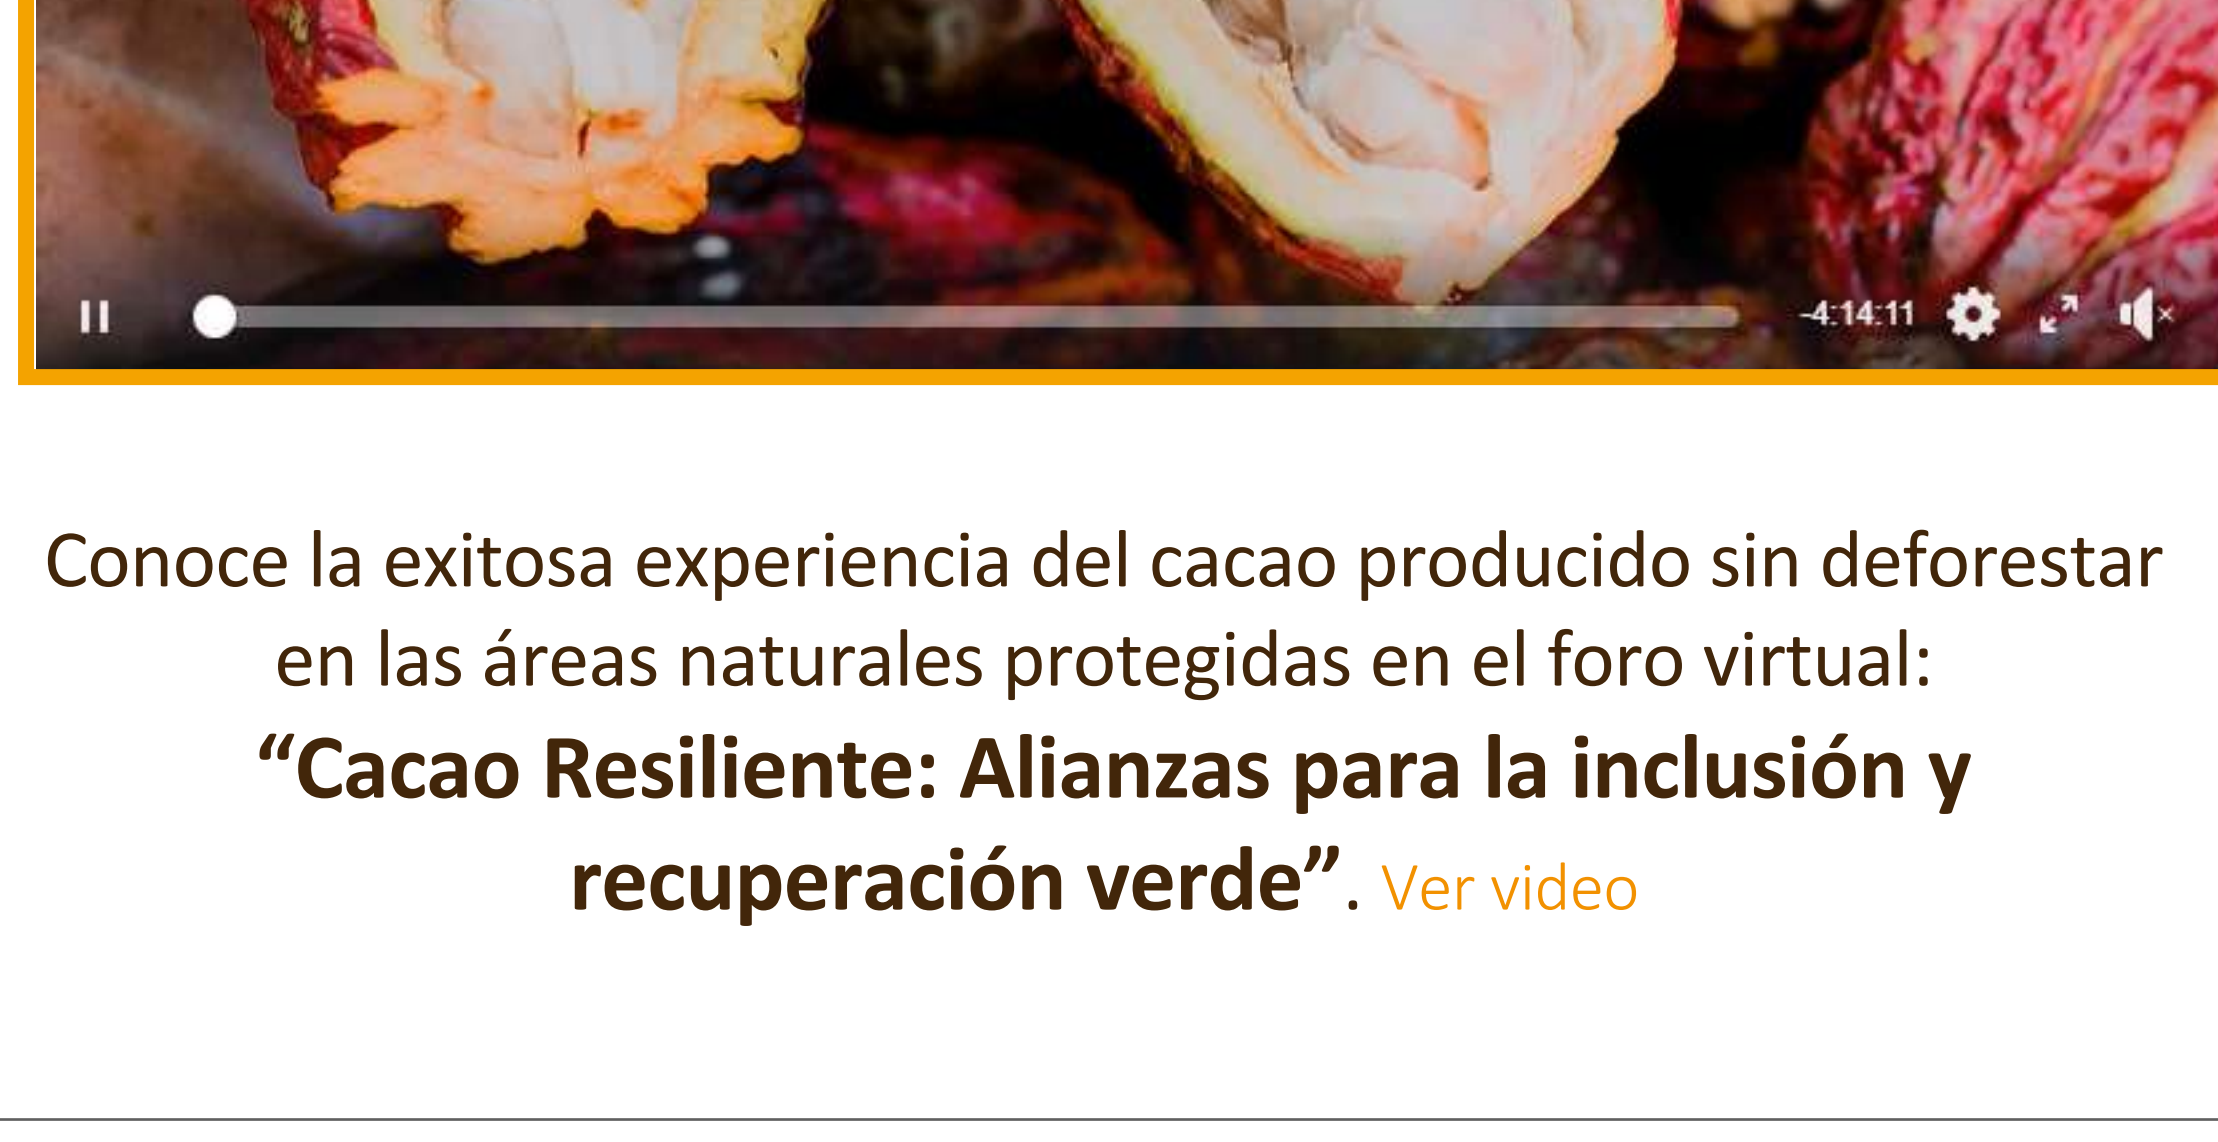 -4:14:11
Conoce la exitosa experiencia del cacao producido sin deforestar
en las áreas naturales protegidas en el foro virtual:
“Cacao Resiliente: Alianzas para la inclusión y
recuperación verde”. Ver video